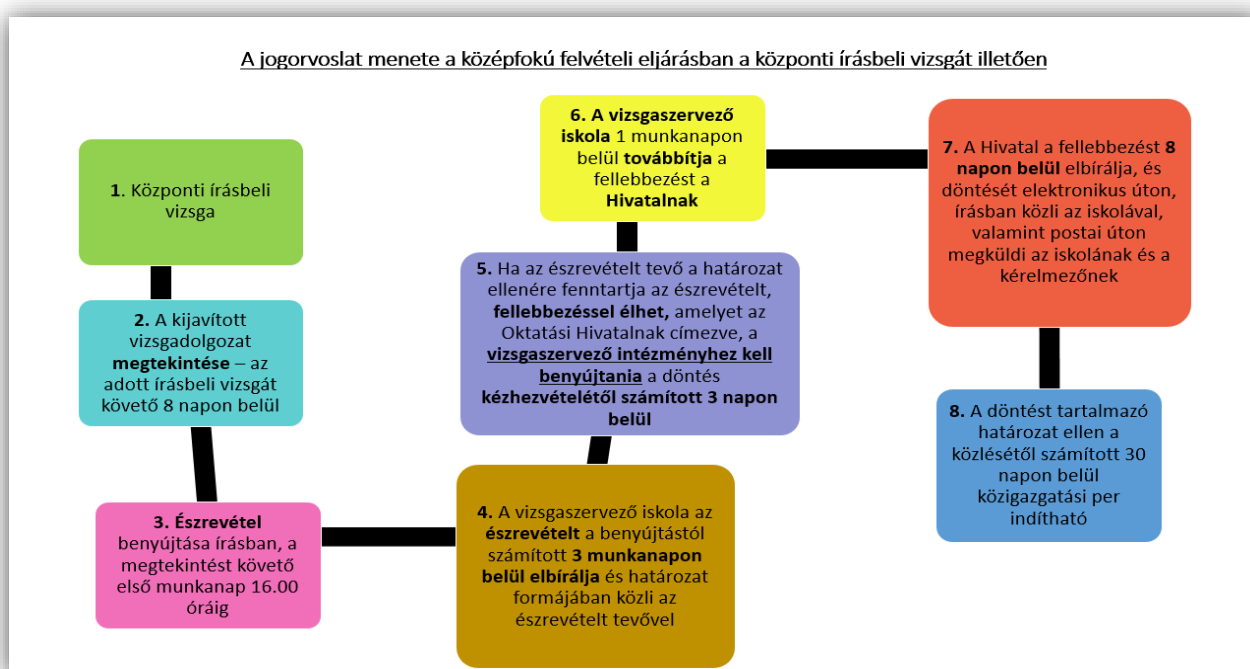 A jogorvoslat menete a középfokú felvételi eljárásban a központi írásbeli vizsgát illetően
1. Központi írásbeli
vizsga
2. A kijavított
vizsgadolgozat
megtekintése – az
adott írásbeli vizsgát
követő 8 napon belül
3. Észrevétel
benyújtása írásban, a
megtekintést követő
első munkanap 16.00
óráig
4. A vizsgaszervező iskola az
észrevételt a benyújtástól
számított 3 munkanapon
belül elbírálja és határozat
formájában közli az
észrevételt tevővel
5. Ha az észrevételt tevő a határozat
ellenére fenntartja az észrevételt,
fellebbezéssel élhet, amelyet az
Oktatási Hivatalnak címezve, a
vizsgaszervező intézményhez kell
benyújtania a döntés
kézhezvételétől számított 3 napon
belül
6. A vizsgaszervező
iskola 1 munkanapon
belül továbbítja a
fellebbezést a
Hivatalnak
7. A Hivatal a fellebbezést 8
napon belül elbírálja, és
döntését elektronikus úton,
írásban közli az iskolával,
valamint postai úton
megküldi az iskolának és a
kérelmezőnek
8. A döntést tartalmazó
határozat ellen a
közlésétől számított 30
napon belül
közigazgatási per
indítható